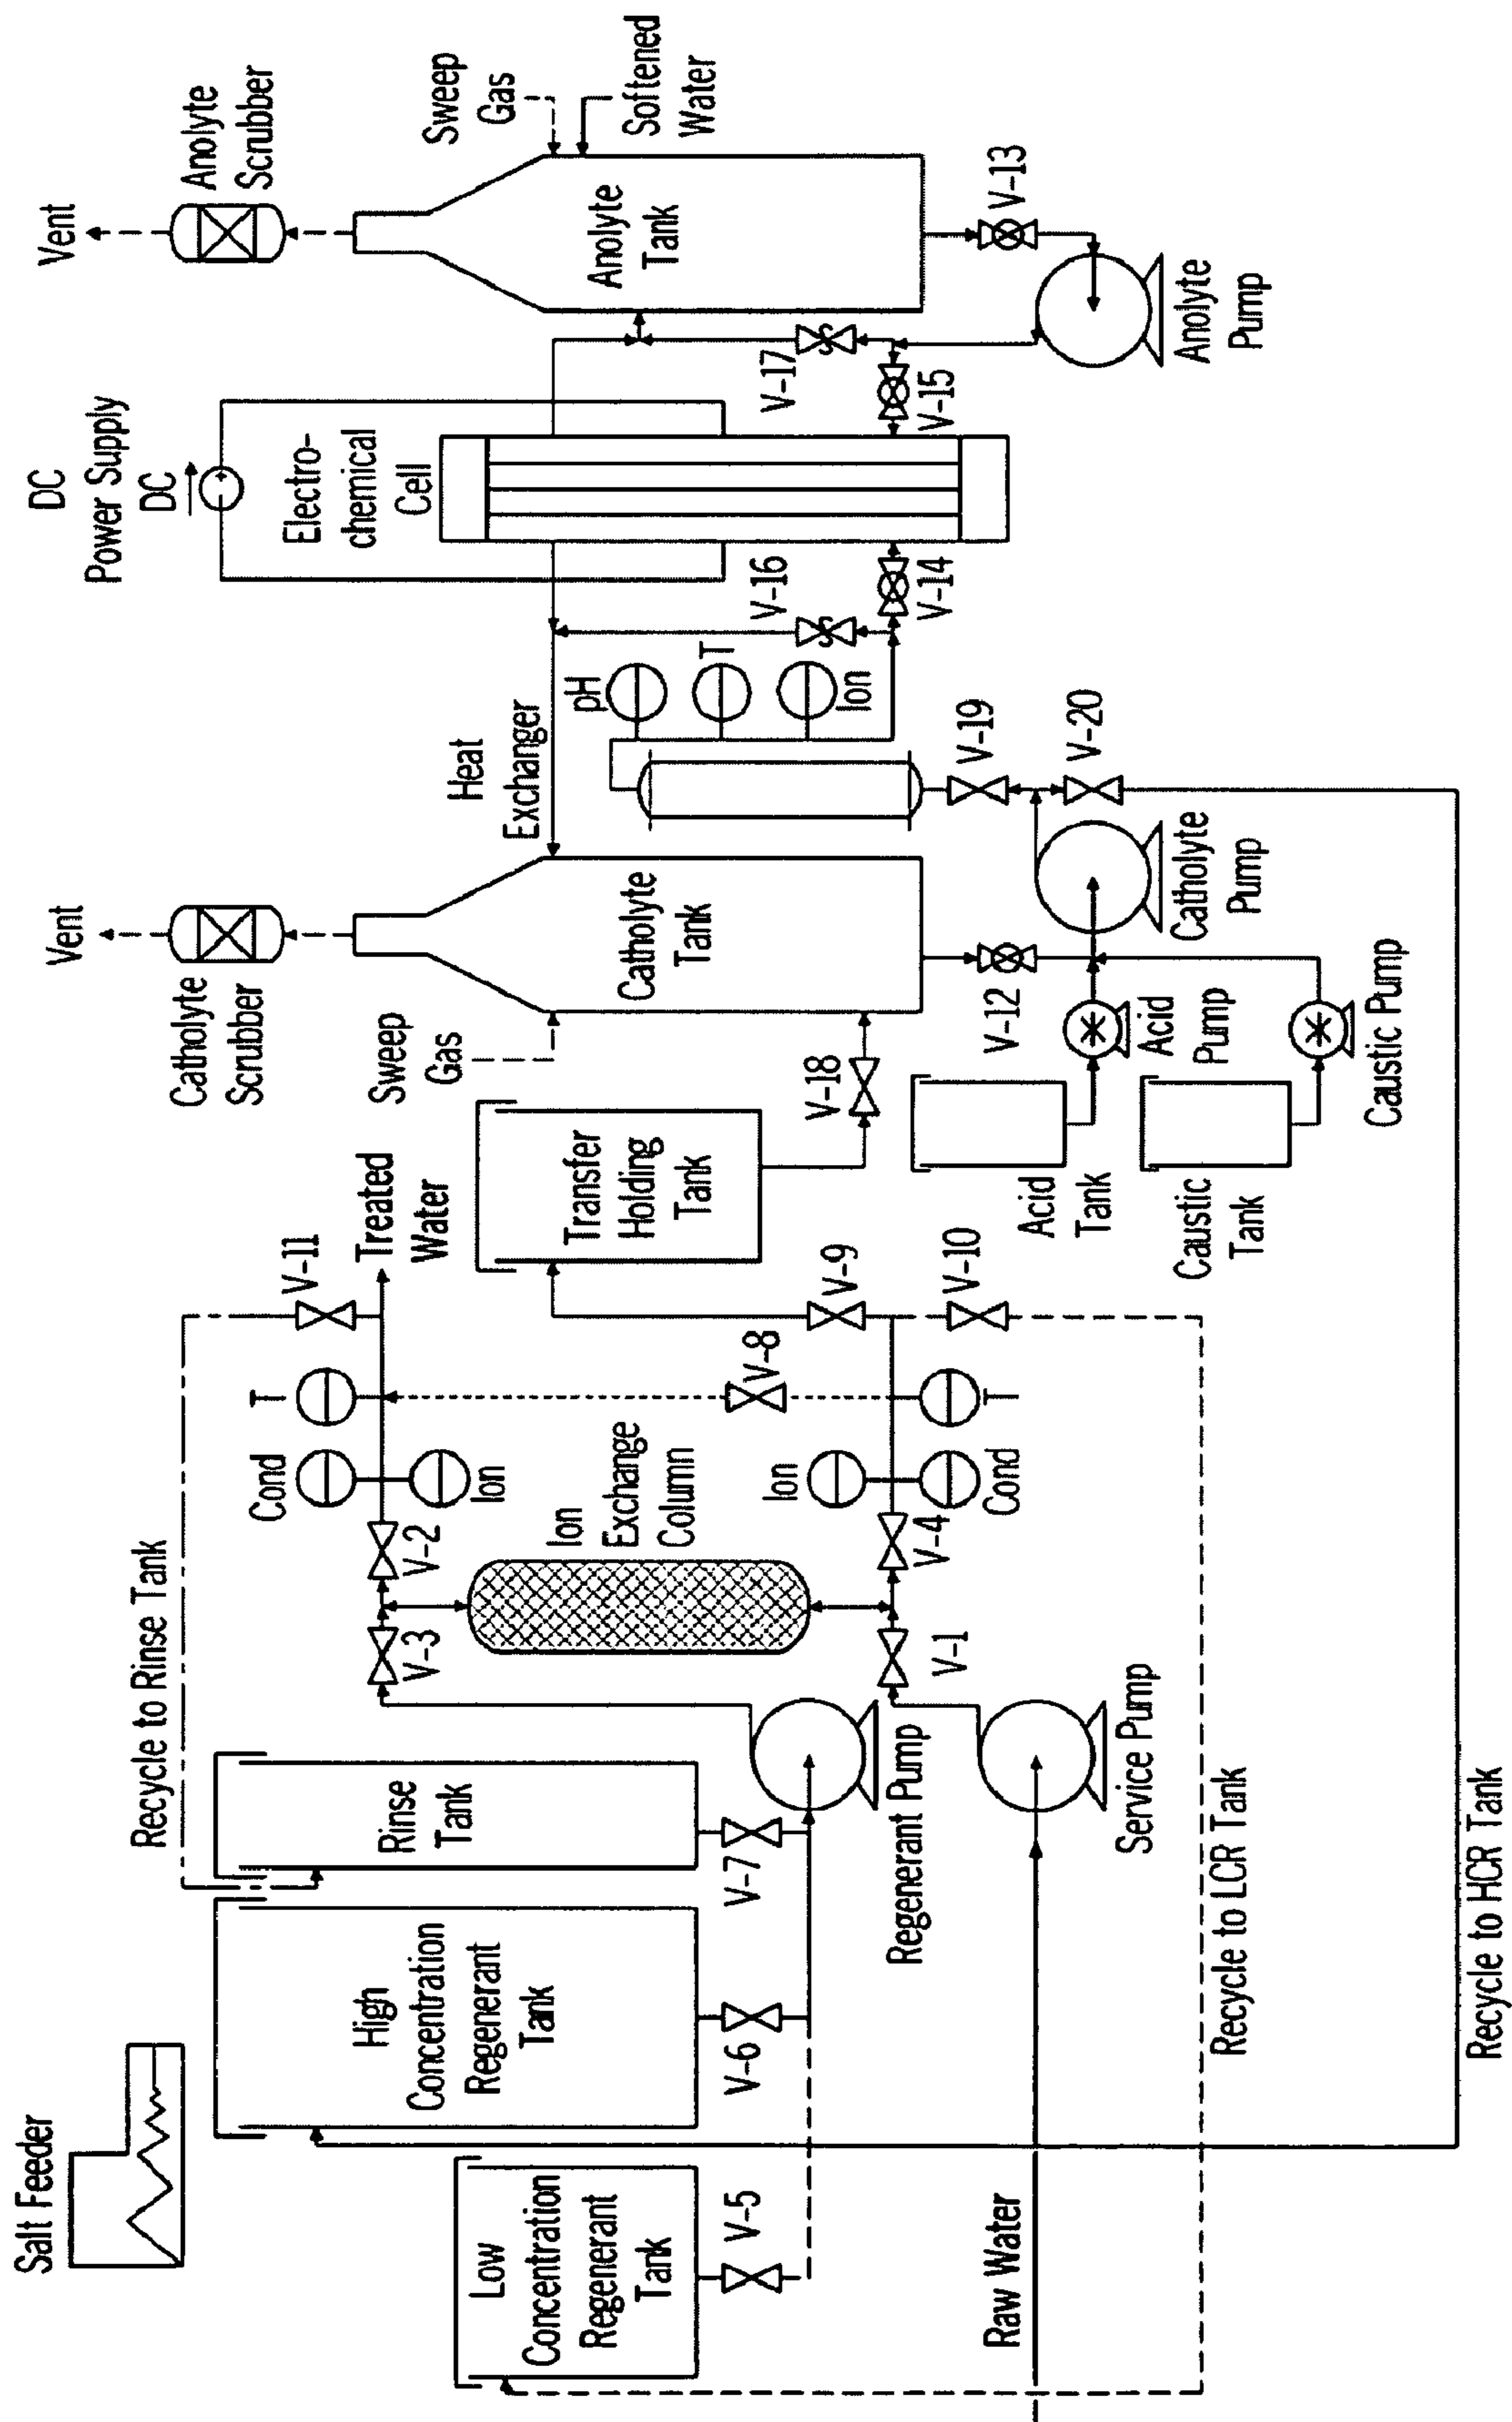 Salt Feeder
Low
Concentration
Regenerant
Tank
V-5
High
Concentration
Regenerant
Tank
V-6
Rinse
Tank
V-7
Recycle to Rinse Tank
Regenerant Pump
Raw Water
Service Pump
Recycle to LCR Tank
Recycle to HCR Tank
V-3
V-2
V-1
V-4
Ion
Exchange
Column
Cond
Ion
T
Ion
Cond
T
V-8
V-11
Treated
Water
V-9
V-10
Transfer
Holding
Tank
V-18
Acid
Tank
Caustic
Tank
Acid
Pump
Caustic Pump
V-12
Sweep
Gas
Catholyte
Scrubber
Vent
Catholyte
Tank
Catholyte
Pump
Heat
Exchanger
V-19
V-20
pH
T
Ion
V-16
V-14
DC
Power Supply
DC
Electro-
chemical
Cell
V-17
V-15
Vent
Anolyte
Scrubber
Sweep
Gas
Softened
Water
Anolyte
Tank
V-13
Anolyte
Pump